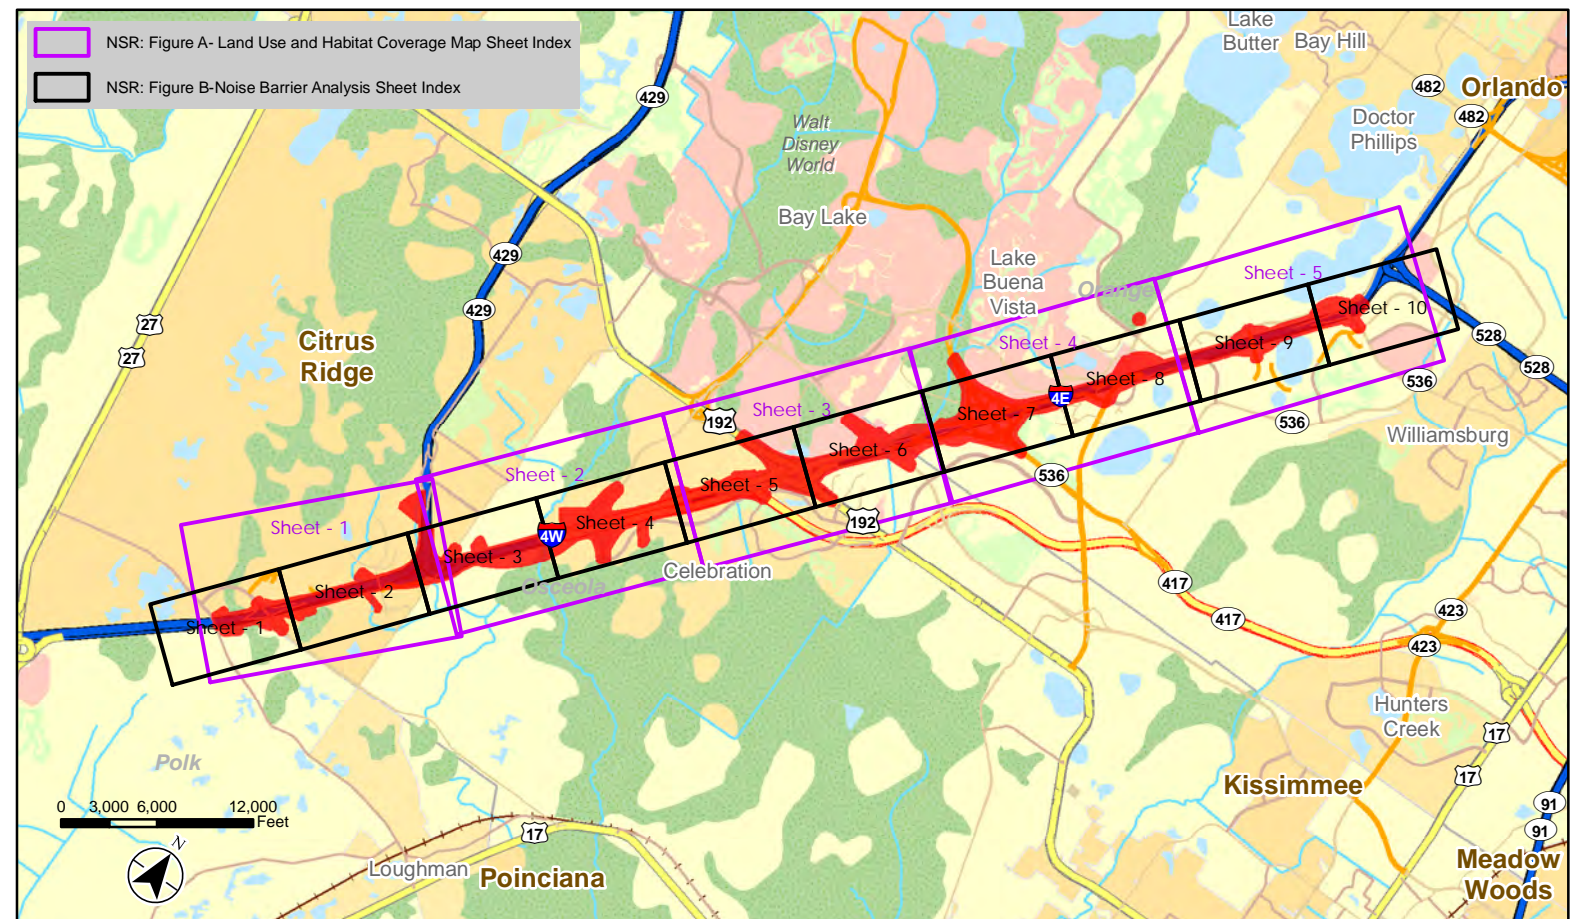 NSR: Figure A- Land Use and Habitat Coverage Map Sheet Index
NSR: Figure B-Noise Barrier Analysis Sheet Index
Lake
Butter
Bay Hill
482
Orlando
482
Doctor
Phillips
429
Walt
Disney
World
Bay Lake
429
Lake
Buena
Vista
Orange
Sheet - 5
429
27
27
Citrus
Ridge
Sheet - 10
528
528
Sheet - 4
Sheet - 9
536
Sheet - 8
4E
Sheet - 3
192
Sheet - 7
536
Williamsburg
Sheet - 6
Sheet - 2
Sheet - 5
536
192
Sheet - 1
Sheet - 4
4W
Sheet - 3
Celebration
Osceola
Sheet - 2
417
417
Sheet - 1
423
423
Hunters
Creek
17
17
Polk
Kissimmee
91
91
0 3,000 6,000 12,000
Feet
N
17
Loughman
Poinciana
Meadow
Woods